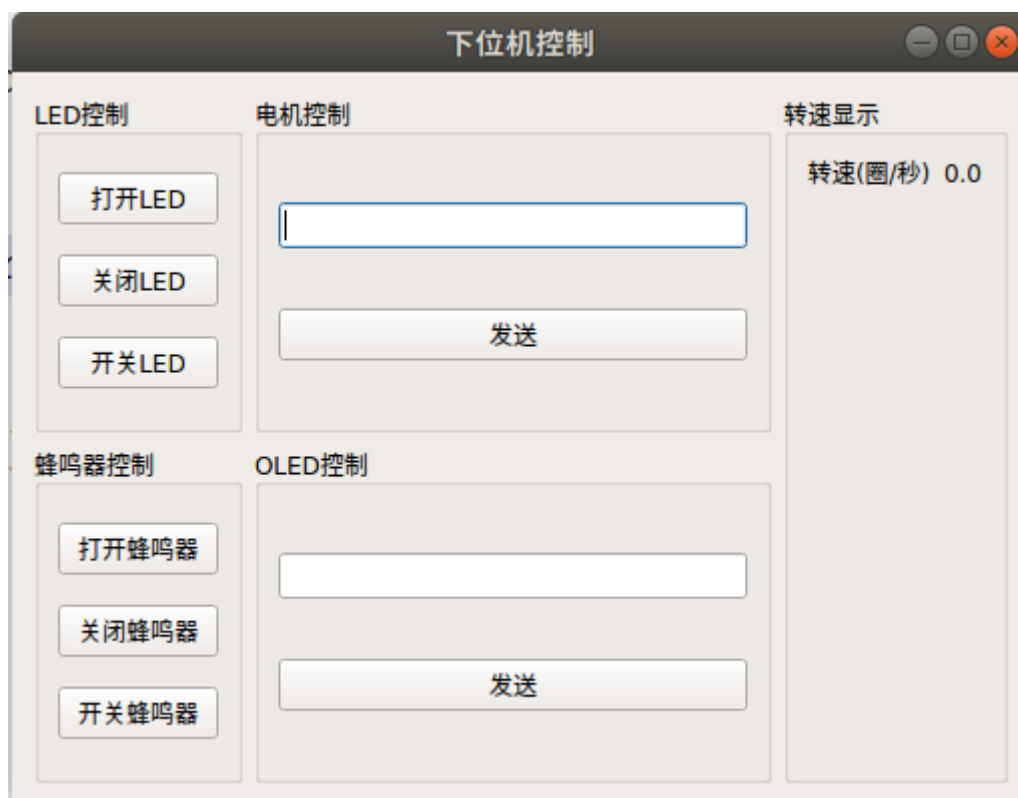 下位机控制
LED控制
打开LED
关闭LED
开关LED
电机控制
发送
转速显示
转速(圈/秒) 0.0
蜂鸣器控制
打开蜂鸣器
关闭蜂鸣器
开关蜂鸣器
OLED控制
发送